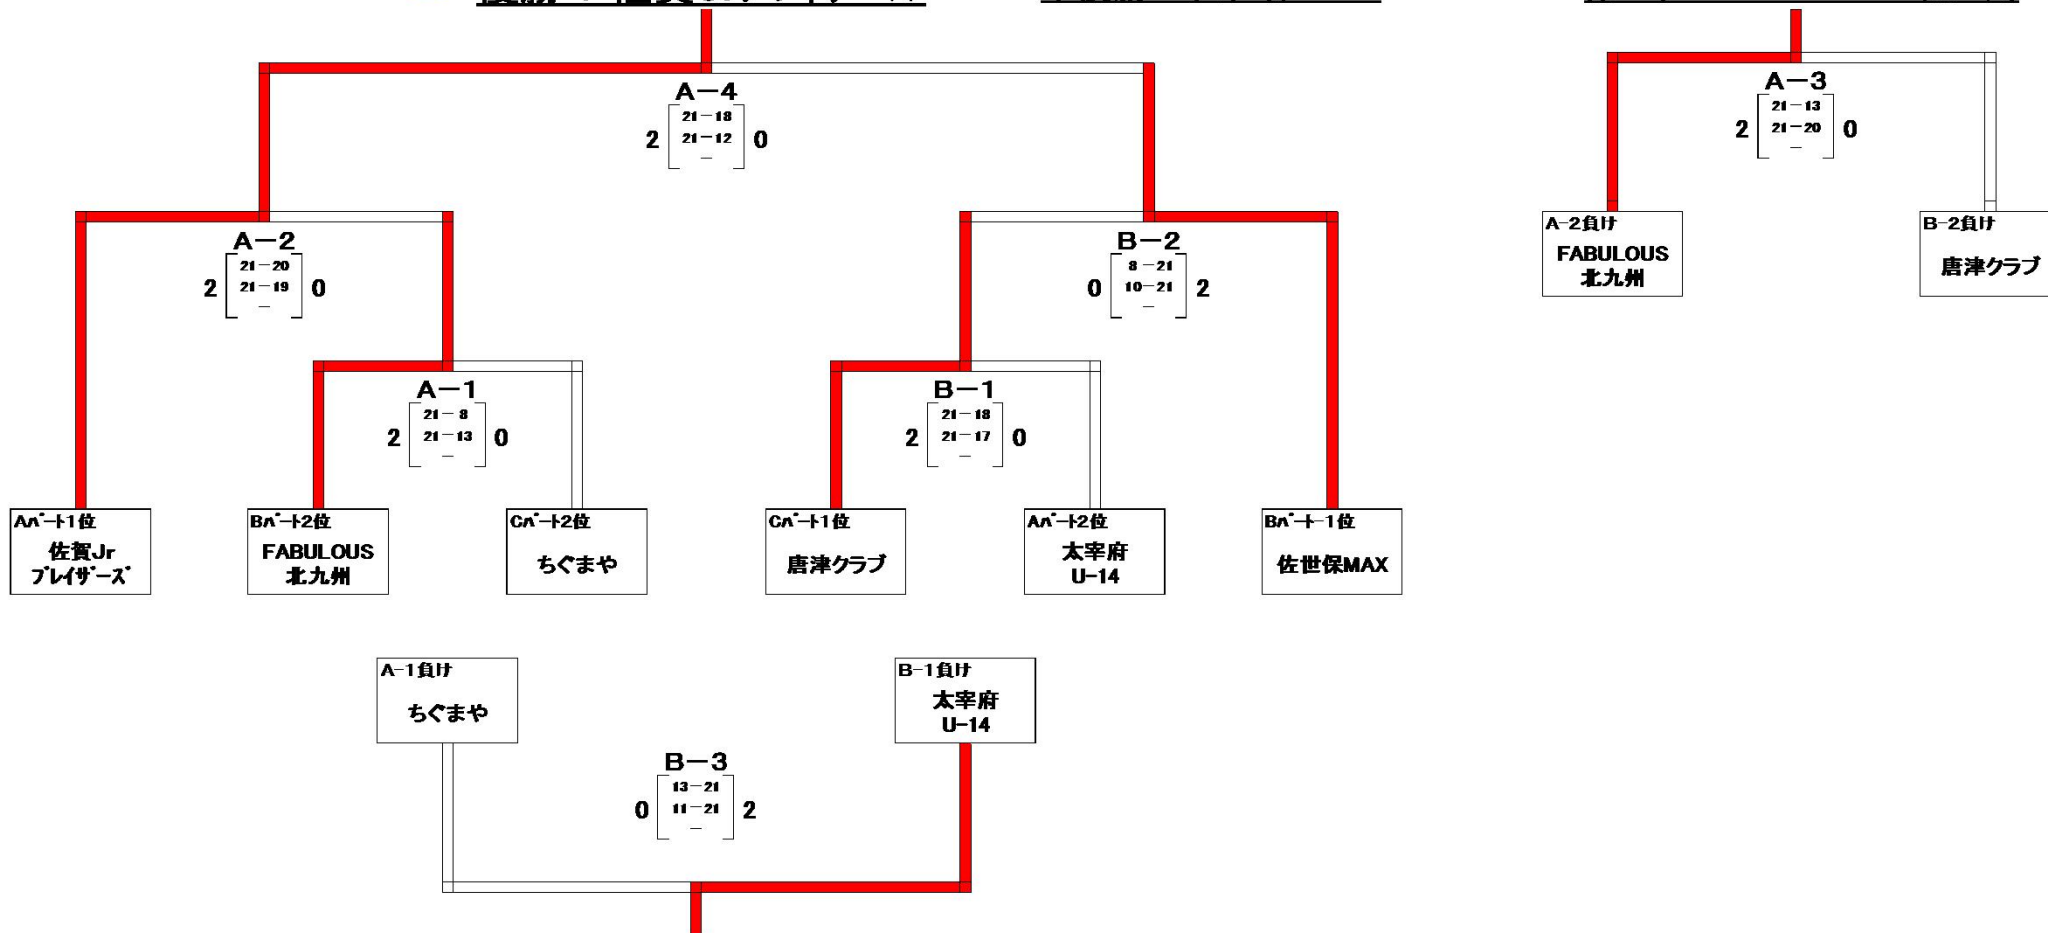 A－4
21－18
2 21－12 0
－
A－3
21－13
2 21－20 0
－
A－2
21－20
2 21－19 0
－
B－2
8－21
0 10－21 2
－
A-2負け
FABULOUS
北九州
B-2負け
唐津クラブ
A－1
21－8
2 21－13 0
－
B－1
21－18
2 21－17 0
－
Aﾊﾟｰﾄ1位
佐賀Jr
ﾌﾞﾚｲｻﾞｰｽﾞ
Bﾊﾟｰﾄ2位
FABULOUS
北九州
Cﾊﾟｰﾄ2位
ちぐまや
Cﾊﾟｰﾄ1位
唐津クラブ
Aﾊﾟｰﾄ2位
太宰府
U-14
Bﾊﾟｰﾄ-1位
佐世保MAX
A-1負け
ちぐまや
B-1負け
太宰府
U-14
B－3
13－21
0 11－21 2
－